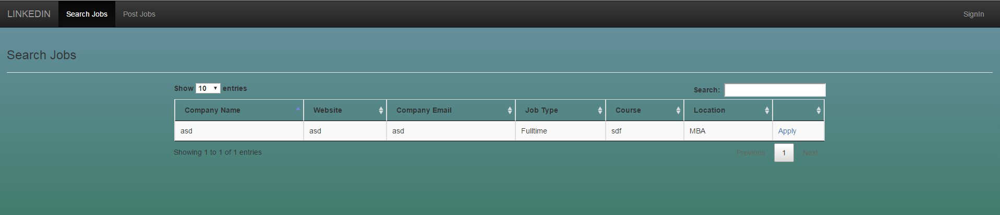 LINKEDIN Search Jobs Post Jobs SignIn
Search Jobs
Show 10 entries Search:
Company Name Website Company Email Job Type Course Location
asd asd asd Fulltime sdf MBA Apply
Showing 1 to 1 of 1 entries Previous 1 Next